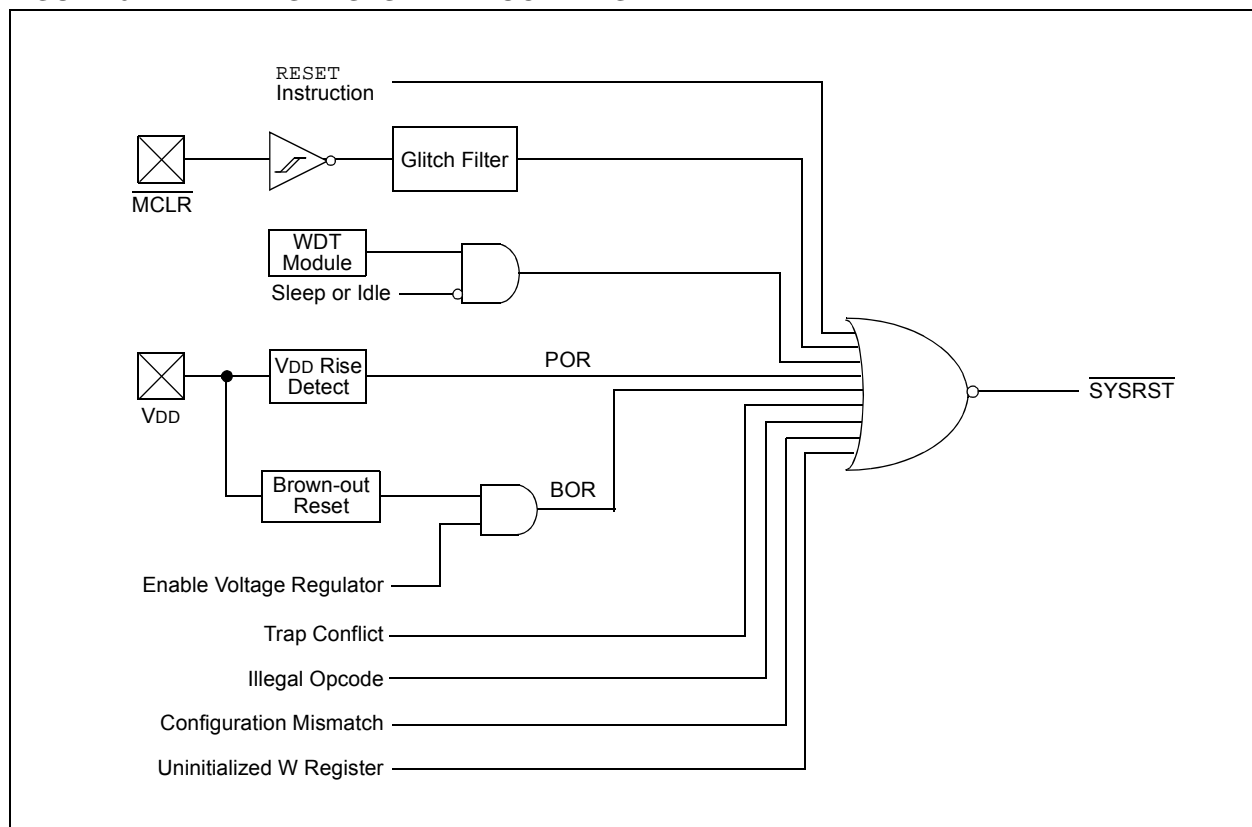 RESET
Instruction
Glitch Filter
MCLR
WDT
Module
Sleep or Idle
VDD Rise
Detect
POR
VDD
SYSRST
Brown-out
Reset
BOR
Enable Voltage Regulator
Trap Conflict
Illegal Opcode
Configuration Mismatch
Uninitialized W Register